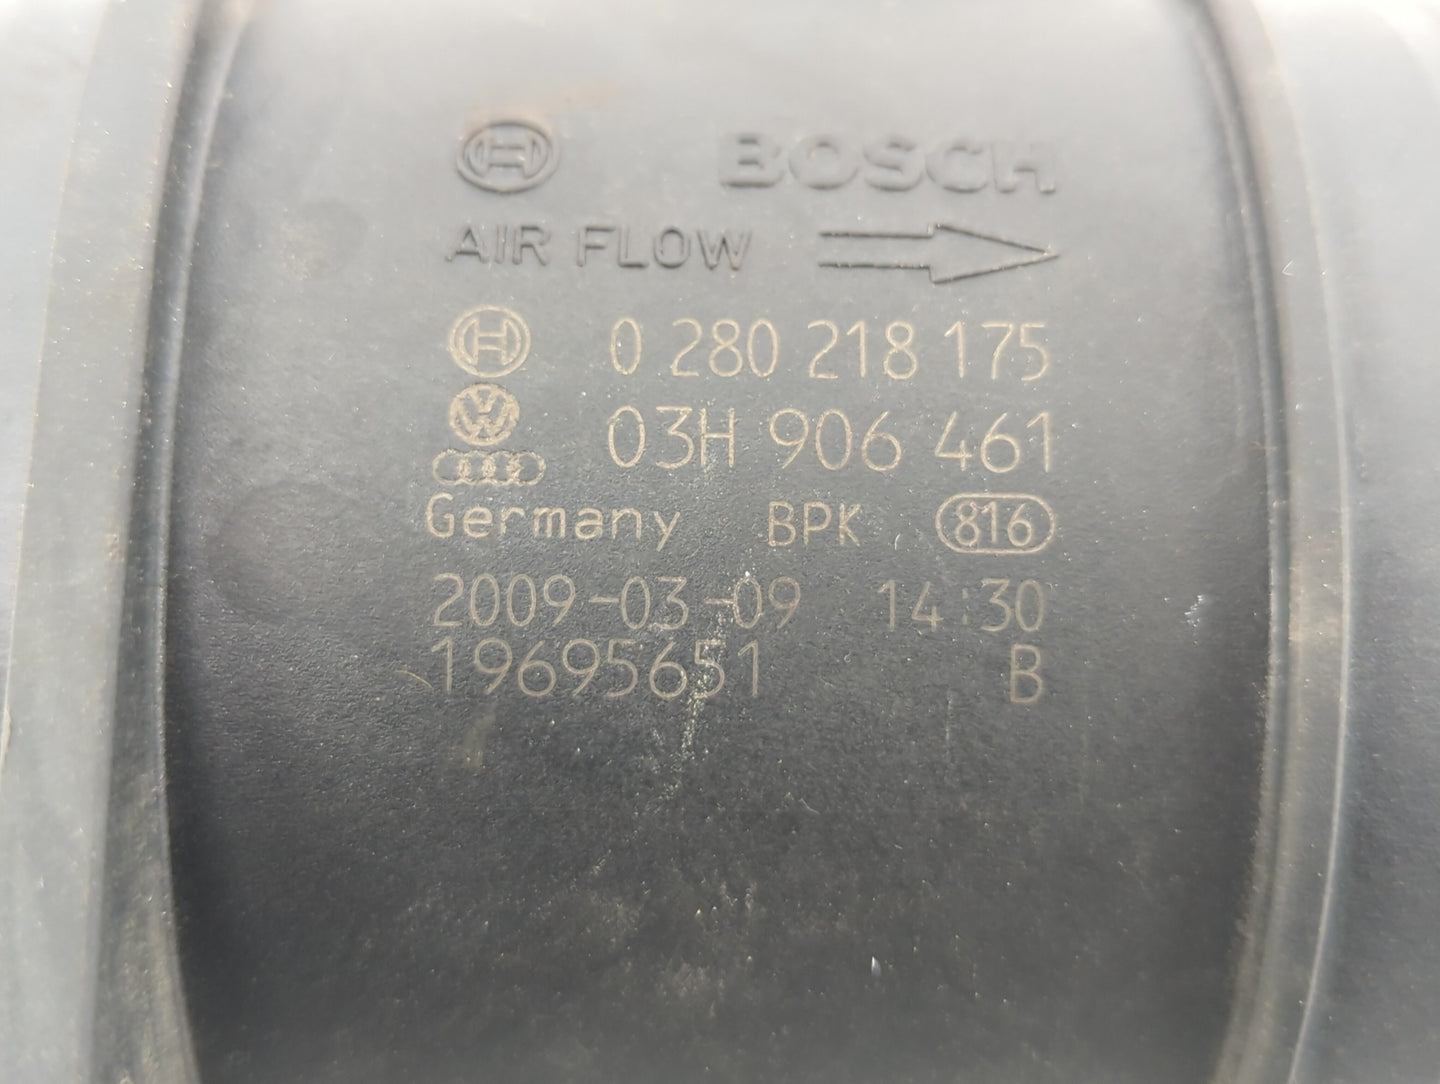 BOSCH
AIR FLOW
0 280 218 175
03H 906 461
Germany BPK 816
2009-03-09 14:30
19695651 B